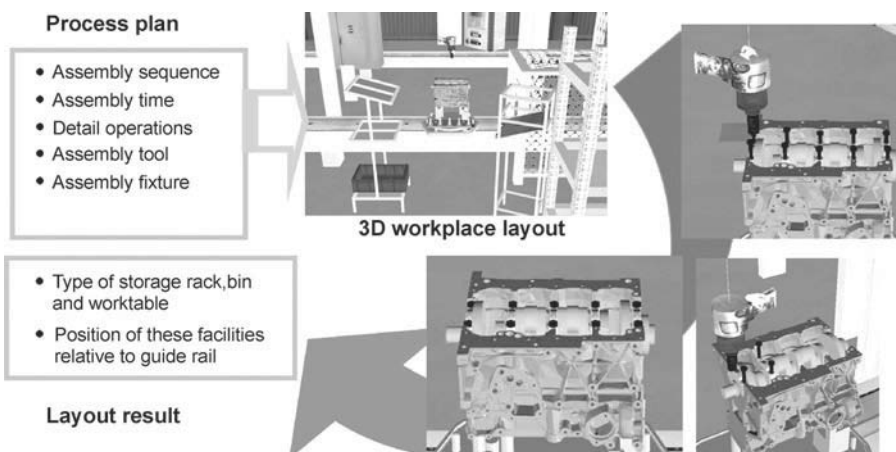 Process plan
• Assembly sequence
• Assembly time
• Detail operations
• Assembly tool
• Assembly fixture
3D workplace layout
• Type of storage rack,bin
and worktable
• Position of these facilities
relative to guide rail
Layout result